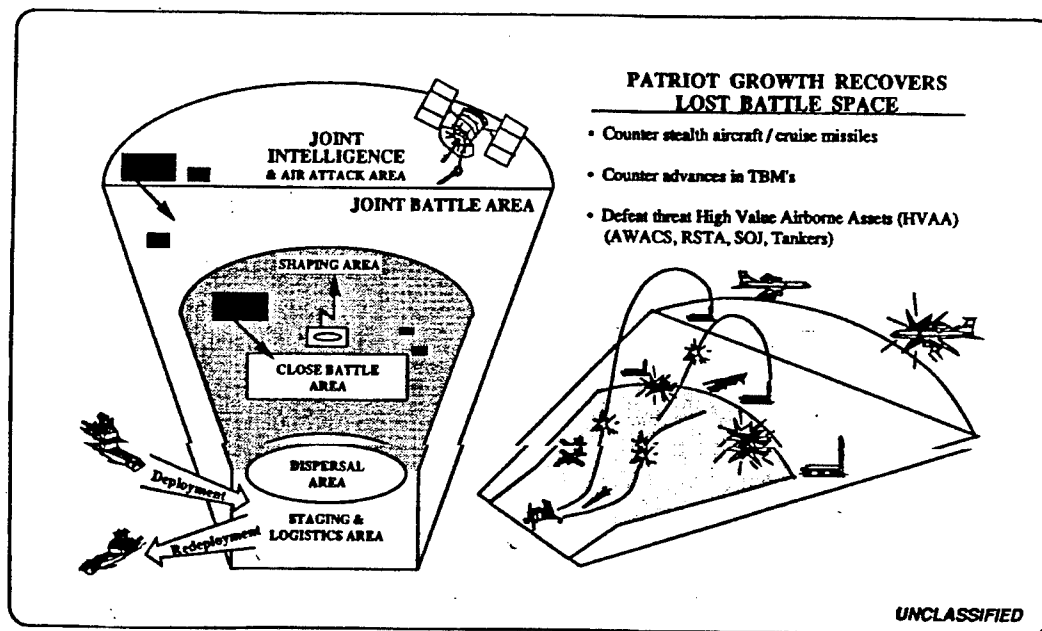 JOINT
INTELLIGENCE
& AIR ATTACK AREA
JOINT BATTLE AREA
SHAPING AREA
CLOSE BATTLE
AREA
DISPERSAL
AREA
Deployment
STAGING &
LOGISTICS AREA
Redeployment
PATRIOT GROWTH RECOVERS
LOST BATTLE SPACE
• Counter stealth aircraft / cruise missiles
• Counter advances in TBM's
• Defeat threat High Value Airborne Assets (HVAA)
(AWACS, RSTA, SOJ, Tankers)
UNCLASSIFIED